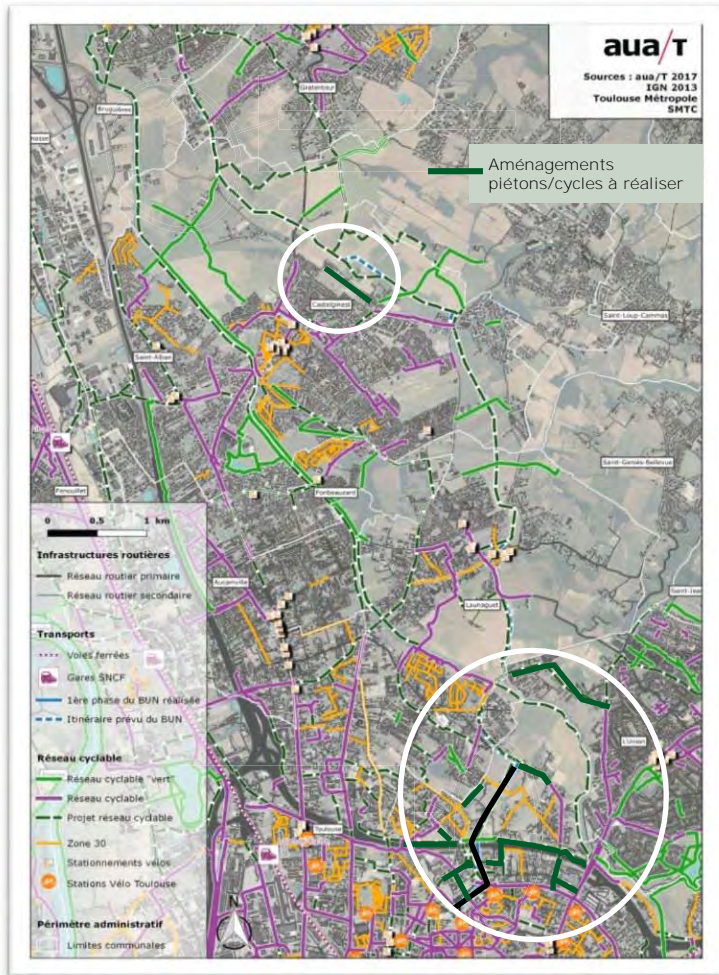 aua/T
Sources : aua/T 2017
IGN 2013
Toulouse Métropole
SMTC
Aménagements
piétons/cycles à réaliser
Gratentour
Bruguières
Castelginest
Saint-Loup-Cammas
Saint-Alban
Saint-Geniès-Bellevue
Fenouillet
Fonbeauzard
Aucamville
Launaguet
Saint-Jean
L'Union
Toulouse
0 0.5 1 km
Infrastructures routières
Réseau routier primaire
Réseau routier secondaire
Transports
Voies ferrées
Gares SNCF
1ère phase du BUN réalisée
Itinéraire prévu du BUN
Réseau cyclable
Réseau cyclable "vert"
Réseau cyclable
Projet réseau cyclable
Zone 30
Stationnements vélos
Stations Vélo Toulouse
N
Périmètre administratif
Limites communales